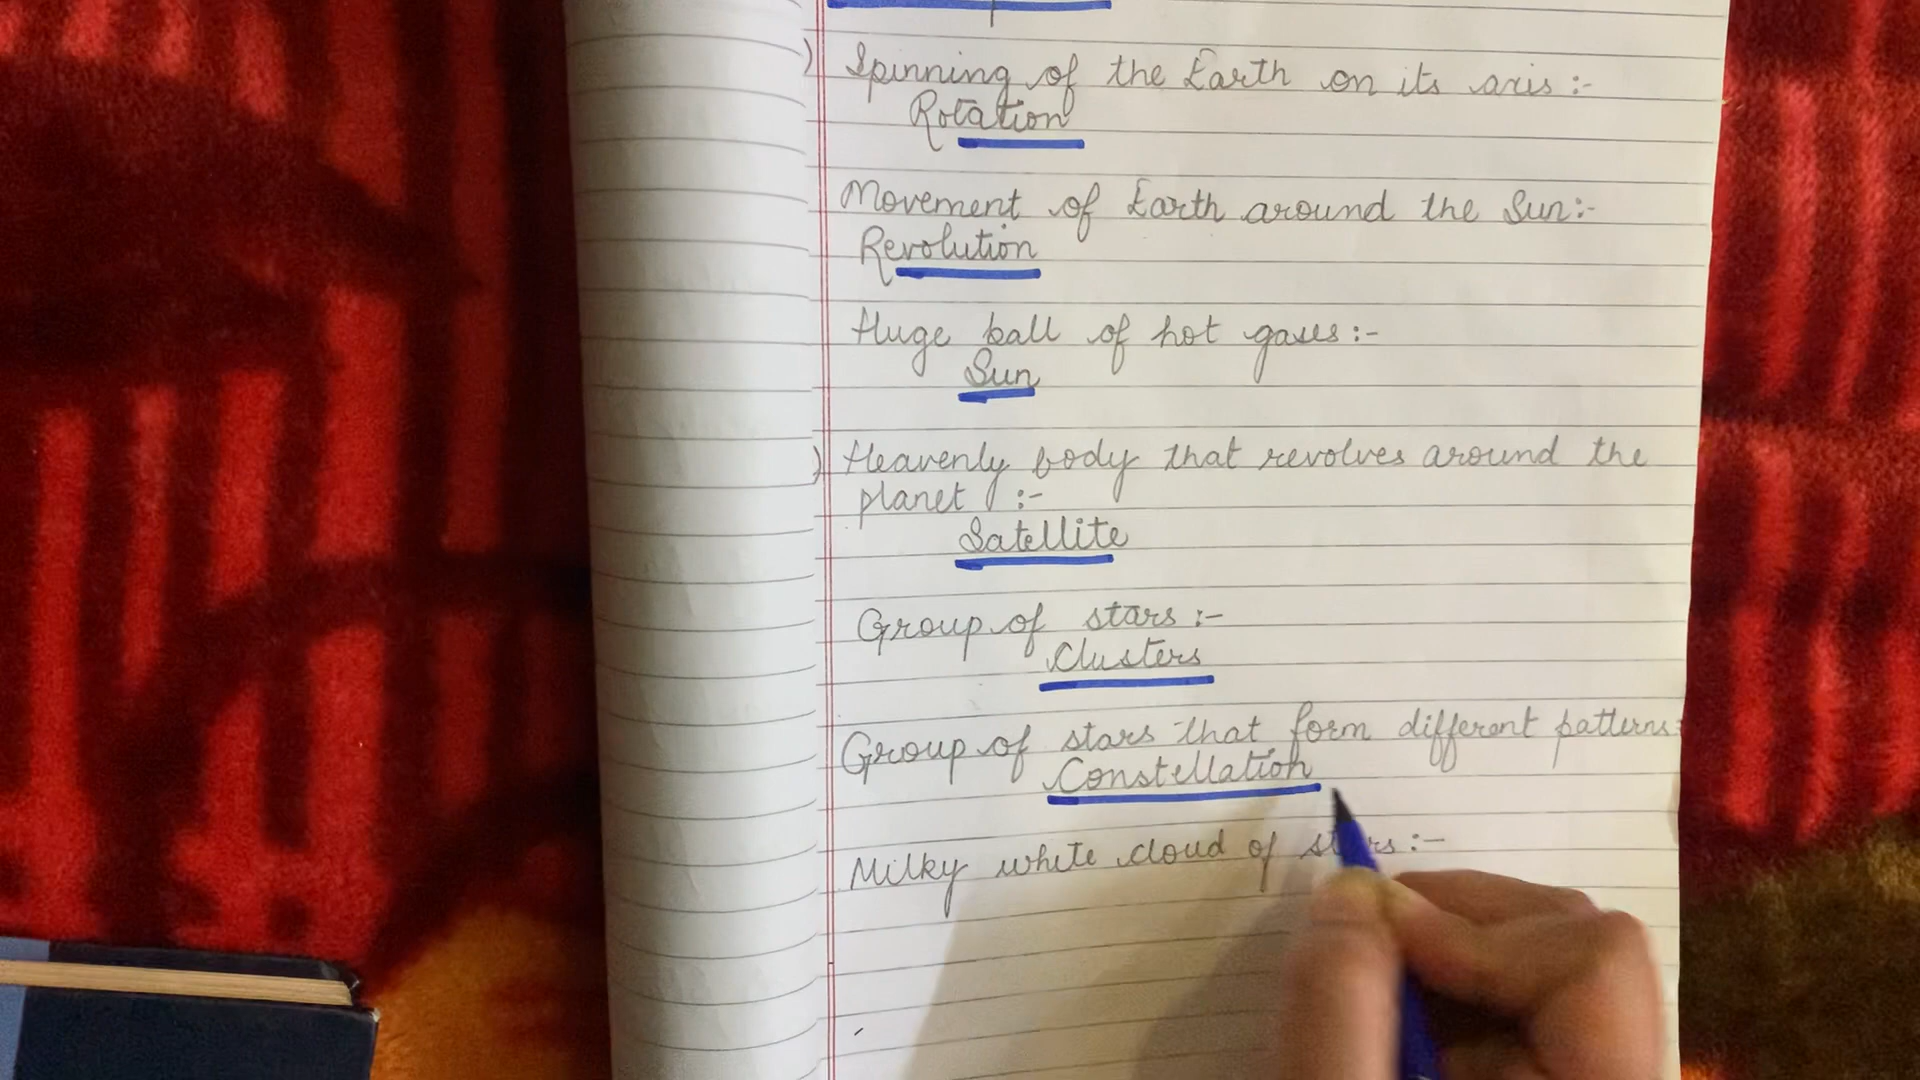 ) Spinning of the Earth on its axis :-
Rotation
Movement of Earth around the Sun:-
Revolution
Huge ball of hot gases :-
Sun
) Heavenly body that revolves around the
planet :-
Satellite
Group of stars :-
Clusters
Group of stars that form different patterns:
Constellation
Milky white cloud of stars :-